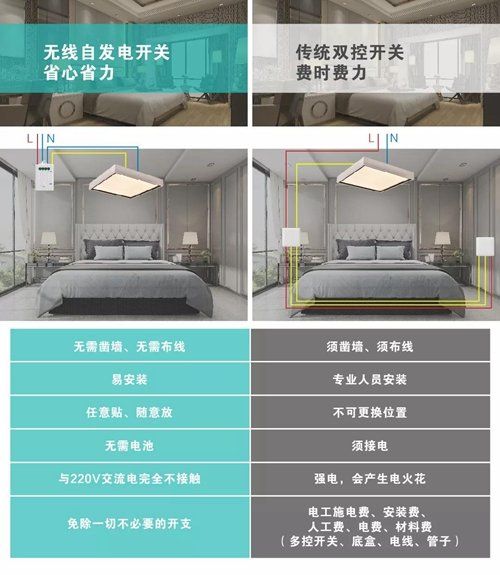 无线自发电开关
省心省力
传统双控开关
费时费力
L N
L N
无需凿墙、无需布线
须凿墙、须布线
易安装
专业人员安装
任意贴、随意放
不可更换位置
无需电池
须接电
与220V交流电完全不接触
强电，会产生电火花
免除一切不必要的开支
电工施电费、安装费、
人工费、电费、材料费
（多控开关、底盒、电线、管子）